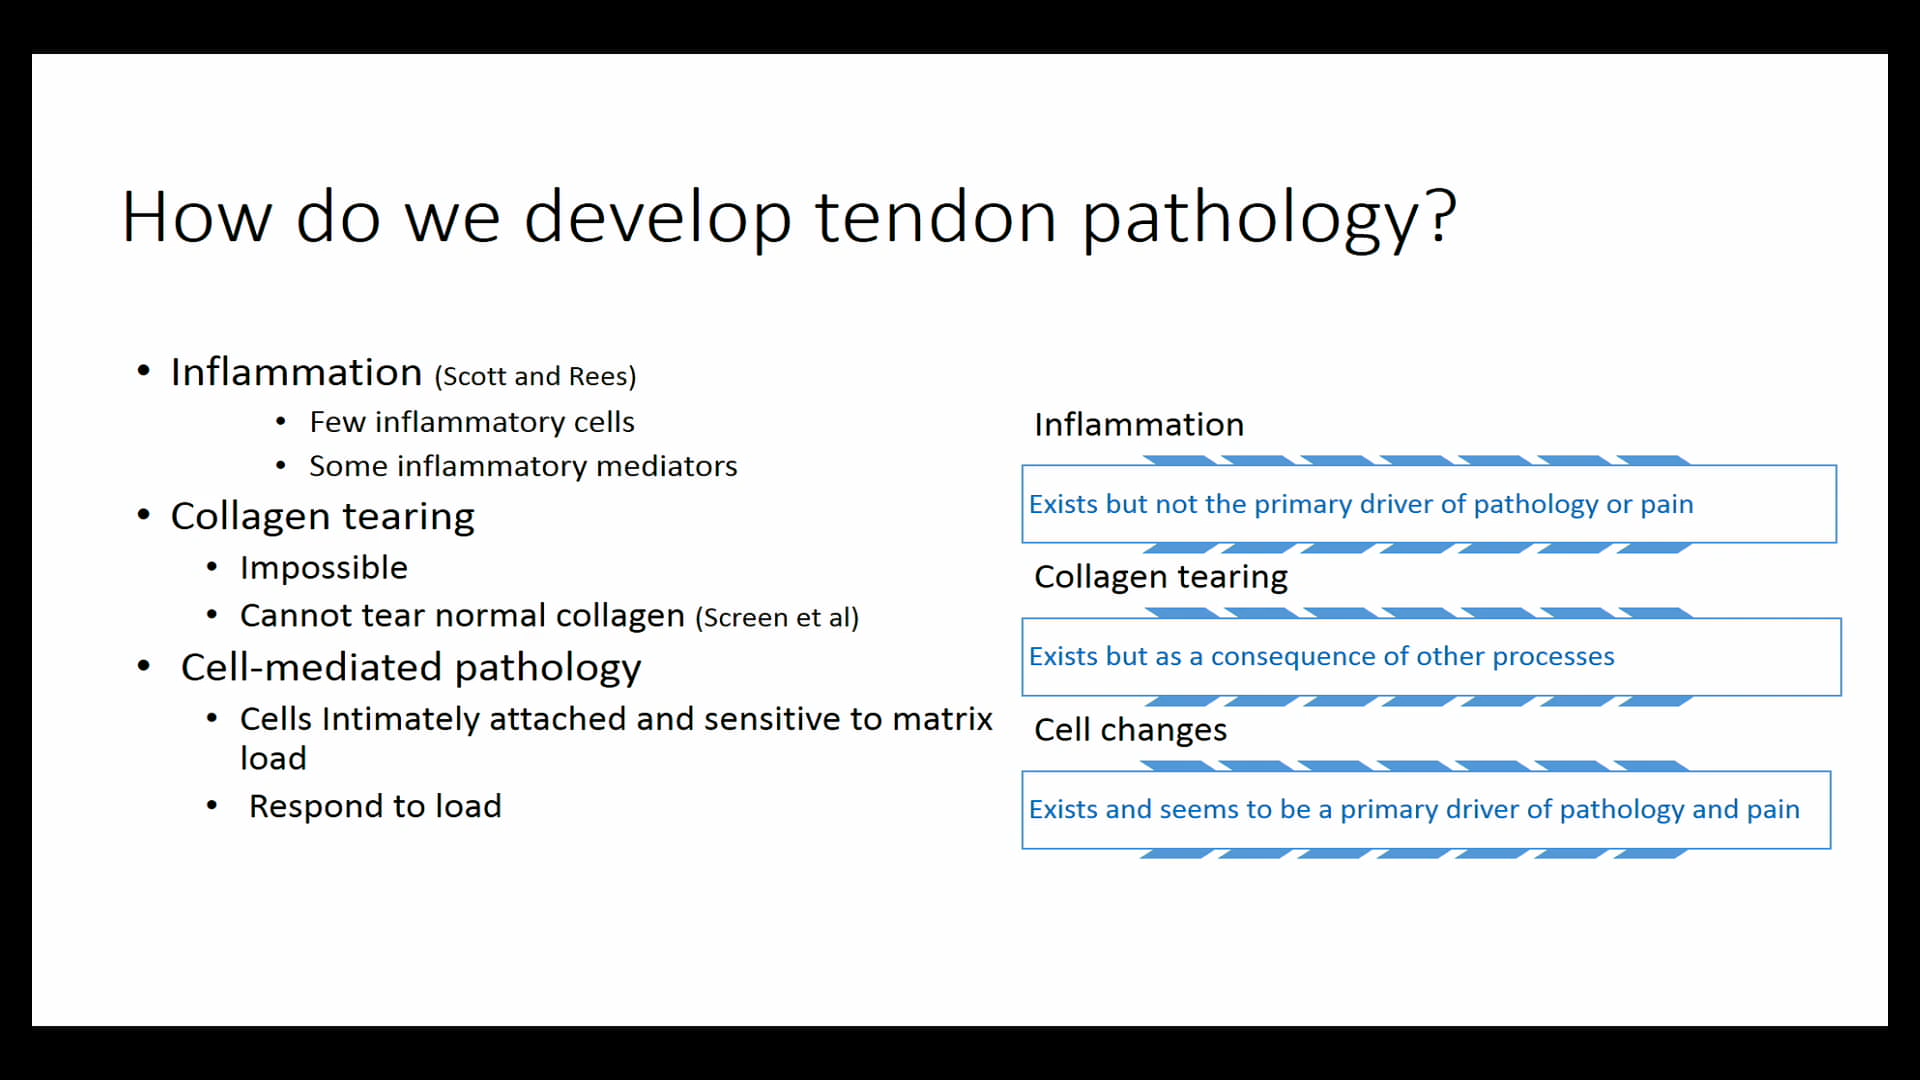 How do we develop tendon pathology?
• Inflammation (Scott and Rees)
• Few inflammatory cells
• Some inflammatory mediators
• Collagen tearing
• Impossible
• Cannot tear normal collagen (Screen et al)
• Cell-mediated pathology
• Cells Intimately attached and sensitive to matrix
load
• Respond to load
Inflammation
Exists but not the primary driver of pathology or pain
Collagen tearing
Exists but as a consequence of other processes
Cell changes
Exists and seems to be a primary driver of pathology and pain